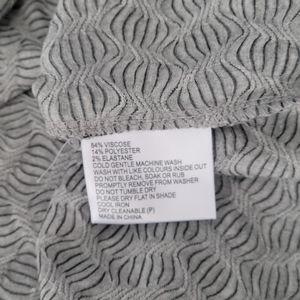 84% VISCOSE
14% POLYESTER
2% ELASTANE
COLD GENTLE MACHINE WASH
WASH WITH LIKE COLOURS INSIDE OUT
DO NOT BLEACH, SOAK OR RUB
PROMPTLY REMOVE FROM WASHER
DO NOT TUMBLE DRY
PLEASE DRY FLAT IN SHADE
COOL IRON
DRY CLEANABLE (P)
MADE IN CHINA